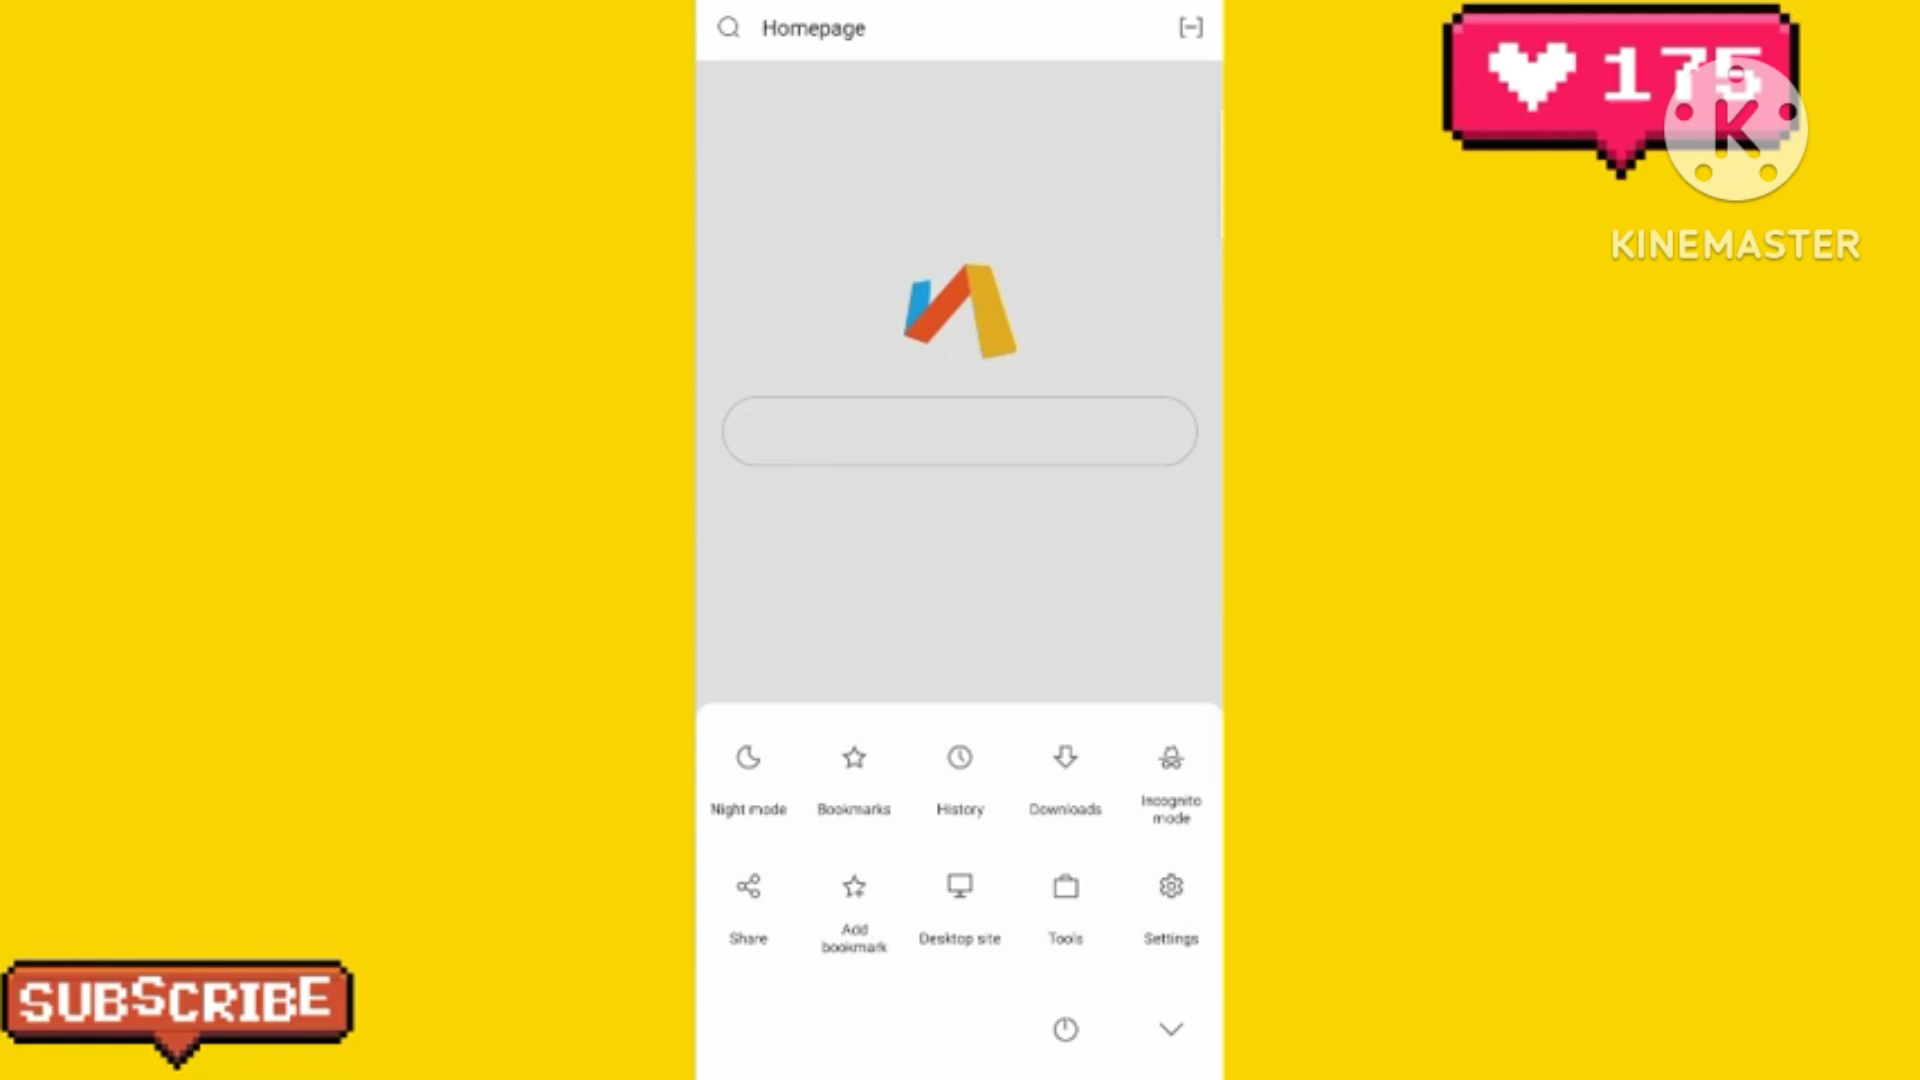 Homepage
175
KINEMASTER
Night mode
Bookmarks
History
Downloads
Incognito
mode
Share
Add
bookmark
Desktop site
Tools
Settings
SUBSCRIBE